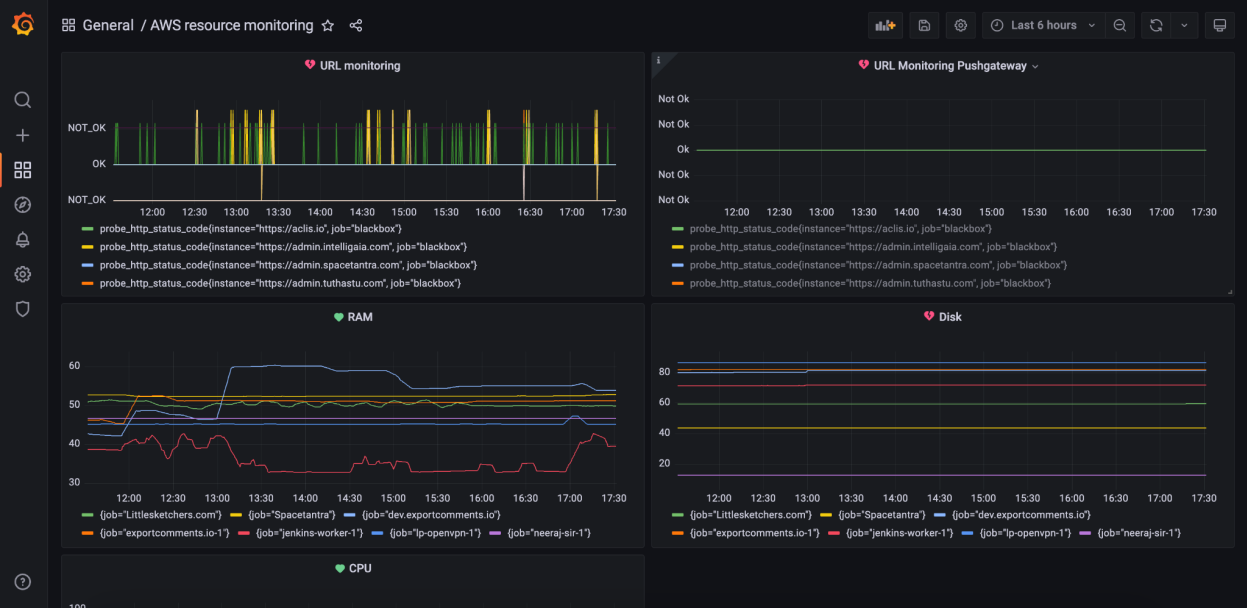 General / AWS resource monitoring
Last 6 hours
URL monitoring
NOT_OK
OK
NOT_OK
12:00 12:30 13:00 13:30 14:00 14:30 15:00 15:30 16:00 16:30 17:00 17:30
probe_http_status_code{instance="https://aclis.io", job="blackbox"}
probe_http_status_code{instance="https://admin.intelligaia.com", job="blackbox"}
probe_http_status_code{instance="https://admin.spacetantra.com", job="blackbox"}
probe_http_status_code{instance="https://admin.tuthastu.com", job="blackbox"}
i
URL Monitoring Pushgateway
Not Ok
Not Ok
Ok
Not Ok
Not Ok
12:00 12:30 13:00 13:30 14:00 14:30 15:00 15:30 16:00 16:30 17:00 17:30
probe_http_status_code{instance="https://aclis.io", job="blackbox"}
probe_http_status_code{instance="https://admin.intelligaia.com", job="blackbox"}
probe_http_status_code{instance="https://admin.spacetantra.com", job="blackbox"}
probe_http_status_code{instance="https://admin.tuthastu.com", job="blackbox"}
RAM
60
50
40
30
12:00 12:30 13:00 13:30 14:00 14:30 15:00 15:30 16:00 16:30 17:00 17:30
{job="Littlesketchers.com"} {job="Spacetantra"} {job="dev.exportcomments.io"}
{job="exportcomments.io-1"} {job="jenkins-worker-1"} {job="lp-openvpn-1"} {job="neeraj-sir-1"}
Disk
80
60
40
20
12:00 12:30 13:00 13:30 14:00 14:30 15:00 15:30 16:00 16:30 17:00 17:30
{job="Littlesketchers.com"} {job="Spacetantra"} {job="dev.exportcomments.io"}
{job="exportcomments.io-1"} {job="jenkins-worker-1"} {job="lp-openvpn-1"} {job="neeraj-sir-1"}
CPU
100